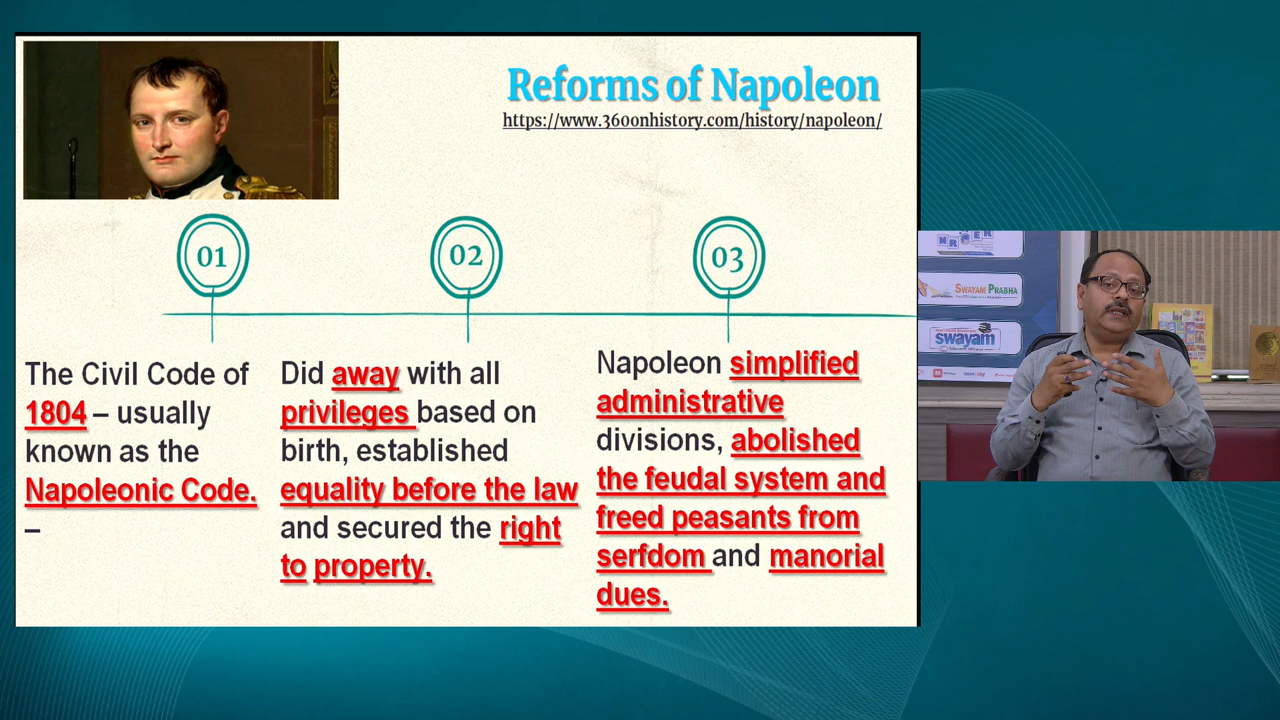 Reforms of Napoleon
https://www.36oonhistory.com/history/napoleon/
01
02
03
The Civil Code of
1804 – usually
known as the
Napoleonic Code.
–
Did away with all
privileges based on
birth, established
equality before the law
and secured the right
to property.
Napoleon simplified
administrative
divisions, abolished
the feudal system and
freed peasants from
serfdom and manorial
dues.
SWAYAM PRABHA
swayam